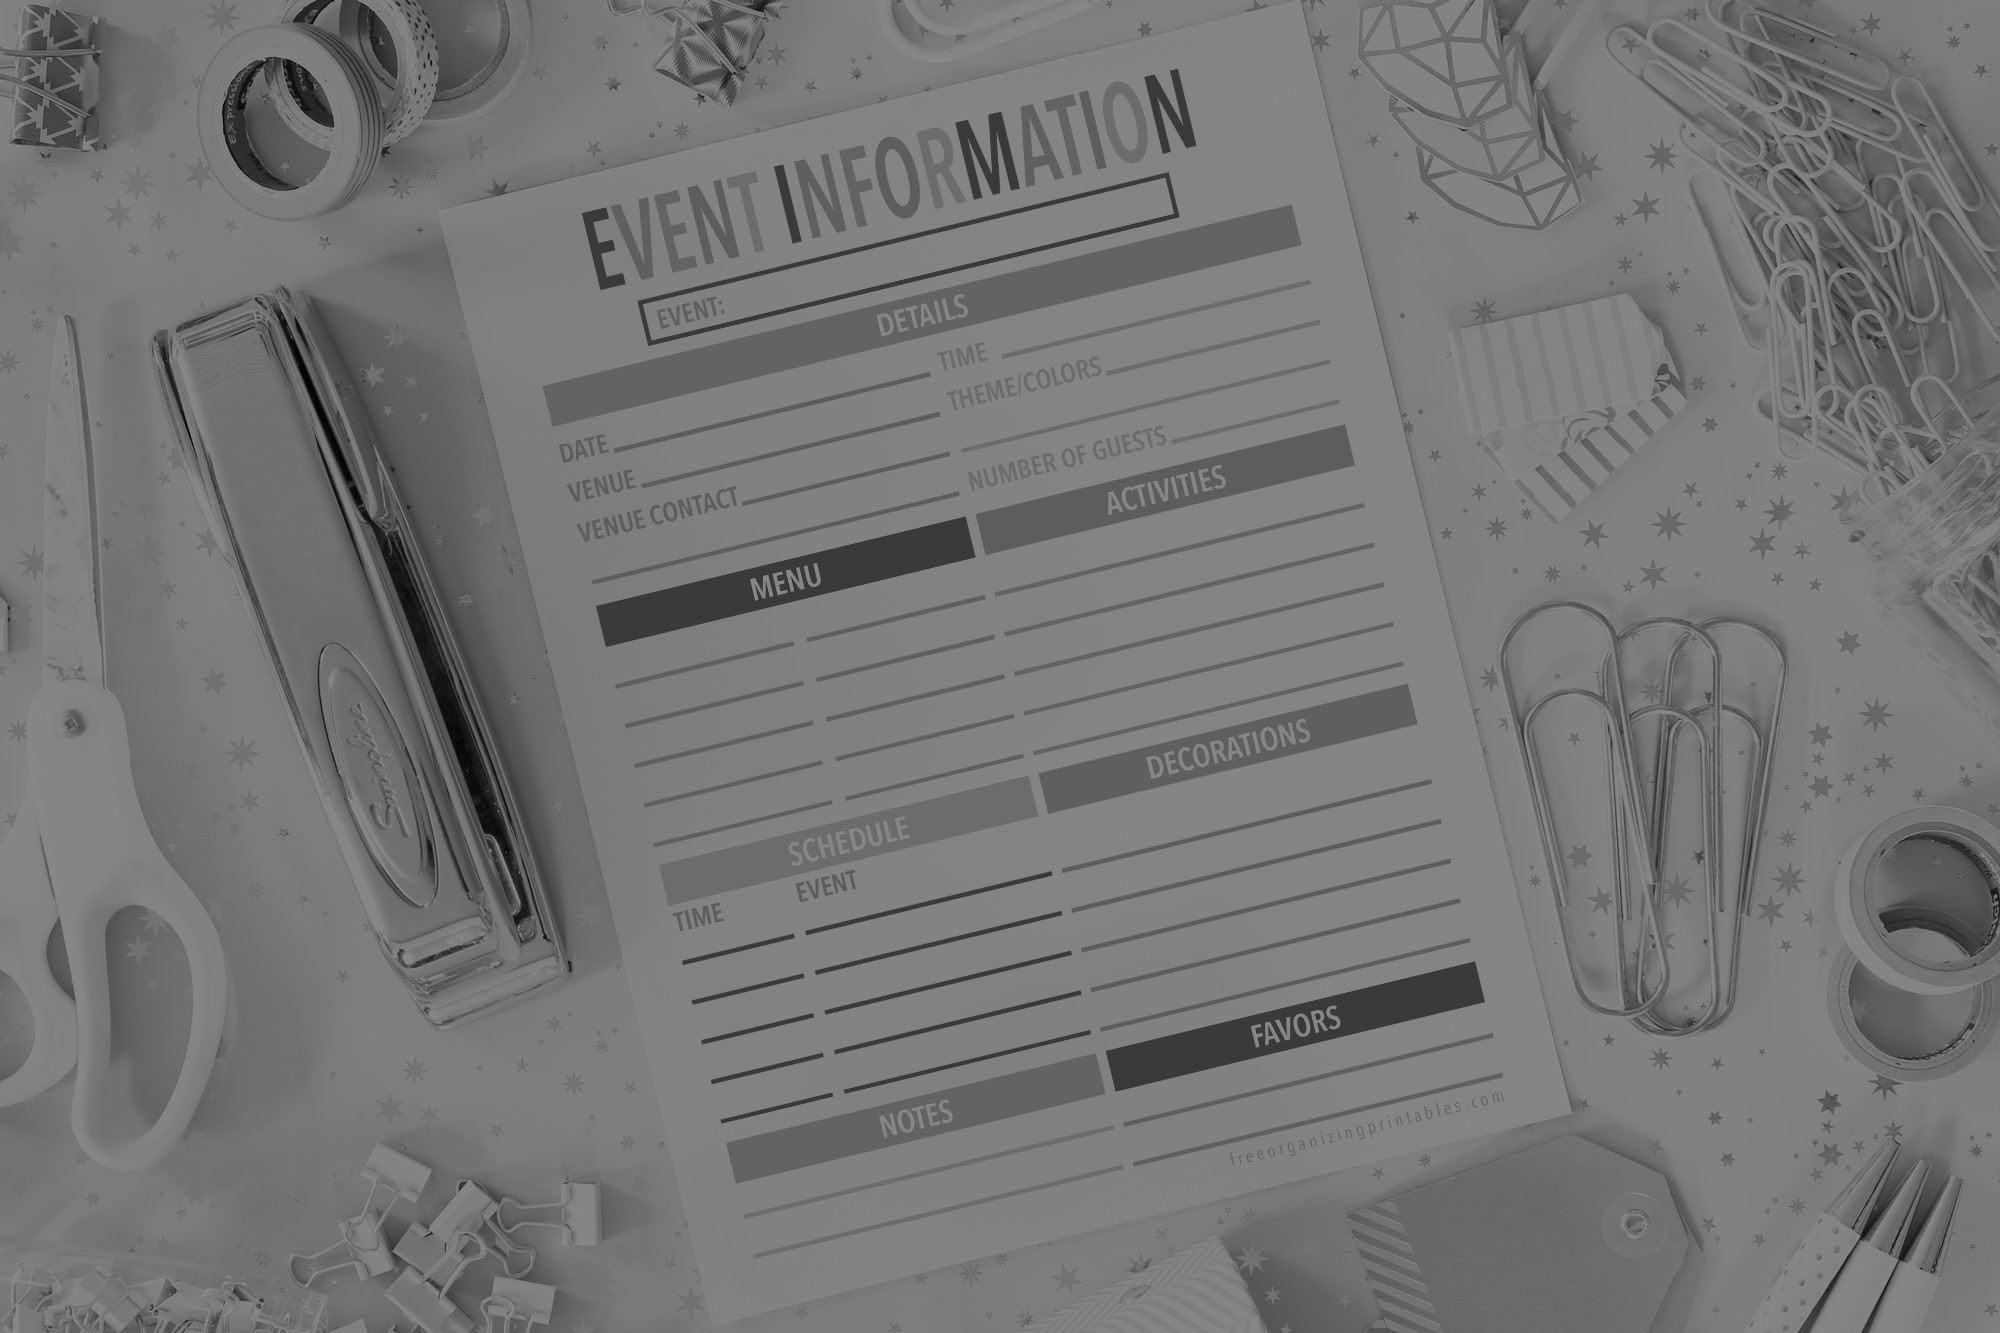 EVENT INFORMATION
EVENT:
DETAILS
DATE
TIME
VENUE
THEME/COLORS
VENUE CONTACT
NUMBER OF GUESTS
MENU
ACTIVITIES
SCHEDULE
DECORATIONS
TIME EVENT
NOTES
FAVORS
freeorganizingprintables.com
Swingline
expressions